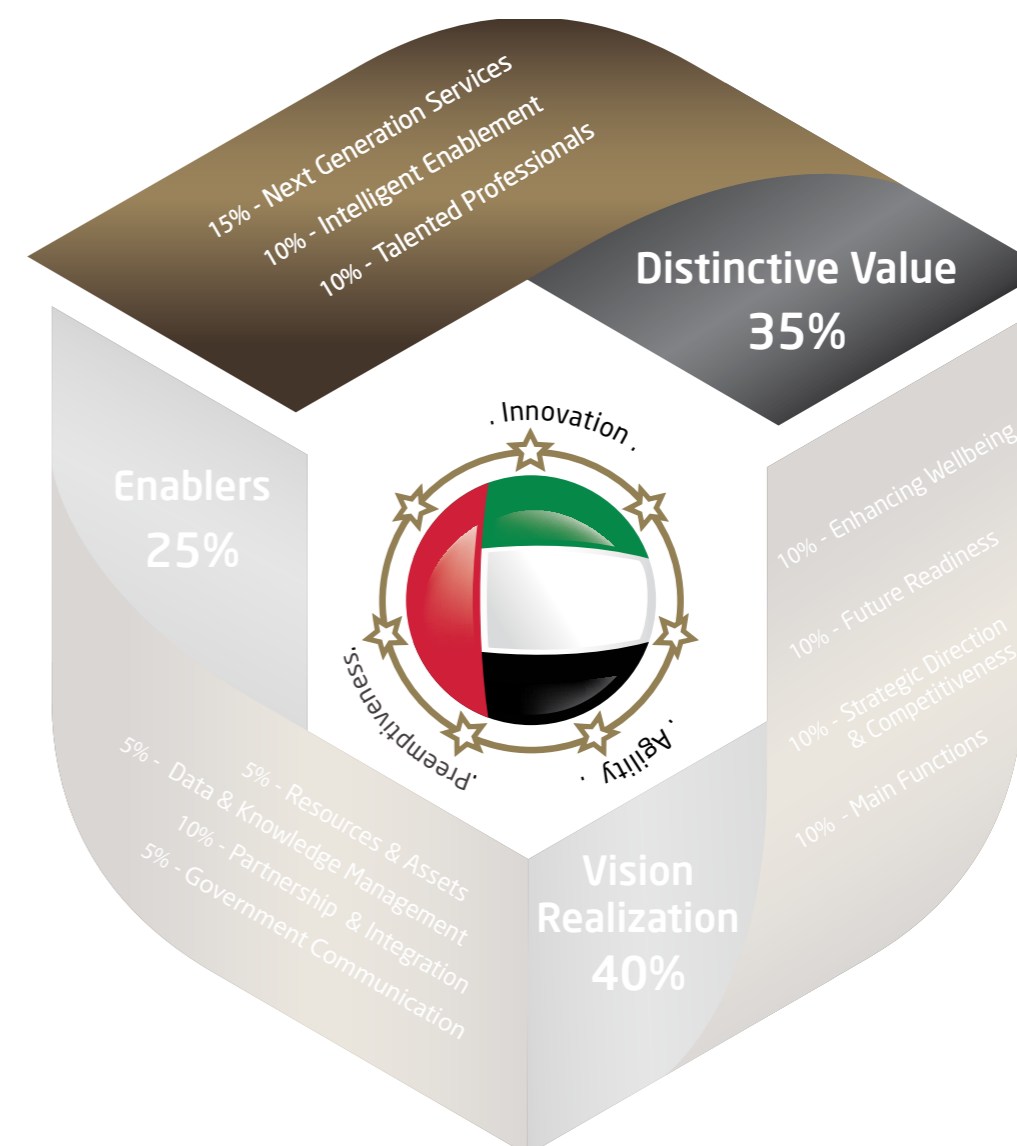 15% - Next Generation Services
10% - Intelligent Enablement
10% - Talented Professionals
Distinctive Value
35%
Enablers
25%
. Innovation .
. Agility .
.Preemptiveness.
10% - Enhancing Wellbeing
10% - Future Readiness
10% - Strategic Direction
& Competitiveness
10% - Main Functions
5% - Resources & Assets
5% - Data & Knowledge Management
10% - Partnership & Integration
5% - Government Communication
Vision
Realization
40%